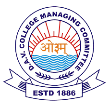 D.A.V. COLLEGE MANAGING COMMITTEE
ओ३म्
ESTD 1886